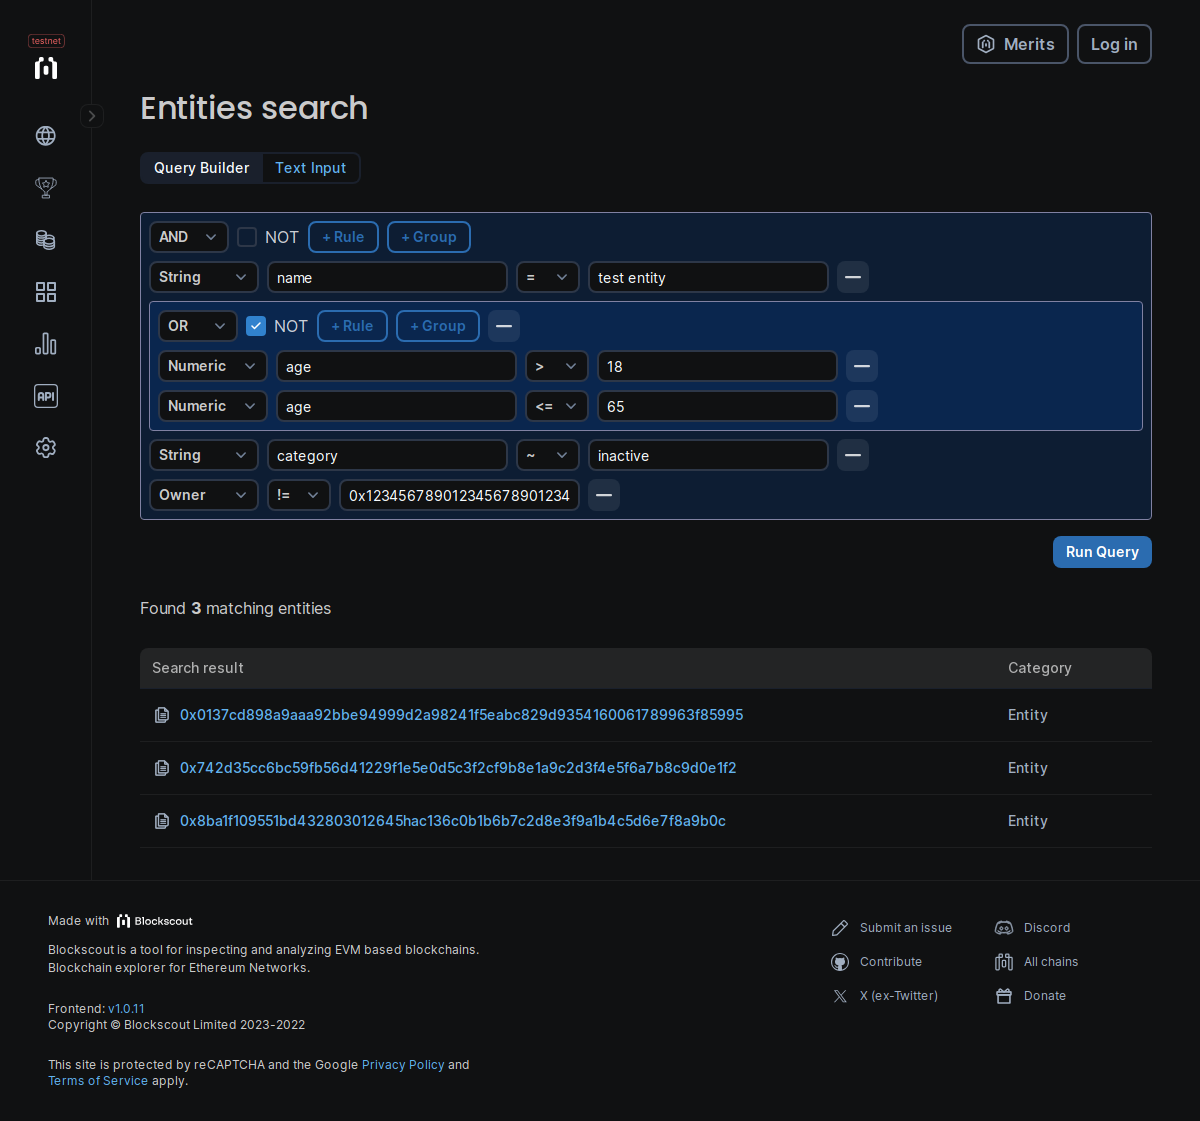 testnet
Merits Log in
Entities search
Query Builder Text Input
AND NOT + Rule + Group
String name = test entity
OR NOT + Rule + Group
Numeric age > 18
Numeric age <= 65
String category ~ inactive
Owner != 0x123456789012345678901234
Run Query
Found 3 matching entities
Search result Category
0x0137cd898a9aaa92bbe94999d2a98241f5eabc829d9354160061789963f85995 Entity
0x742d35cc6bc59fb56d41229f1e5e0d5c3f2cf9b8e1a9c2d3f4e5f6a7b8c9d0e1f2 Entity
0x8ba1f109551bd432803012645hac136c0b1b6b7c2d8e3f9a1b4c5d6e7f8a9b0c Entity
API
Made with Blockscout
Blockscout is a tool for inspecting and analyzing EVM based blockchains.
Blockchain explorer for Ethereum Networks.
Frontend: v1.0.11
Copyright © Blockscout Limited 2023-2022
This site is protected by reCAPTCHA and the Google Privacy Policy and
Terms of Service apply.
Submit an issue Discord
Contribute All chains
X (ex-Twitter) Donate